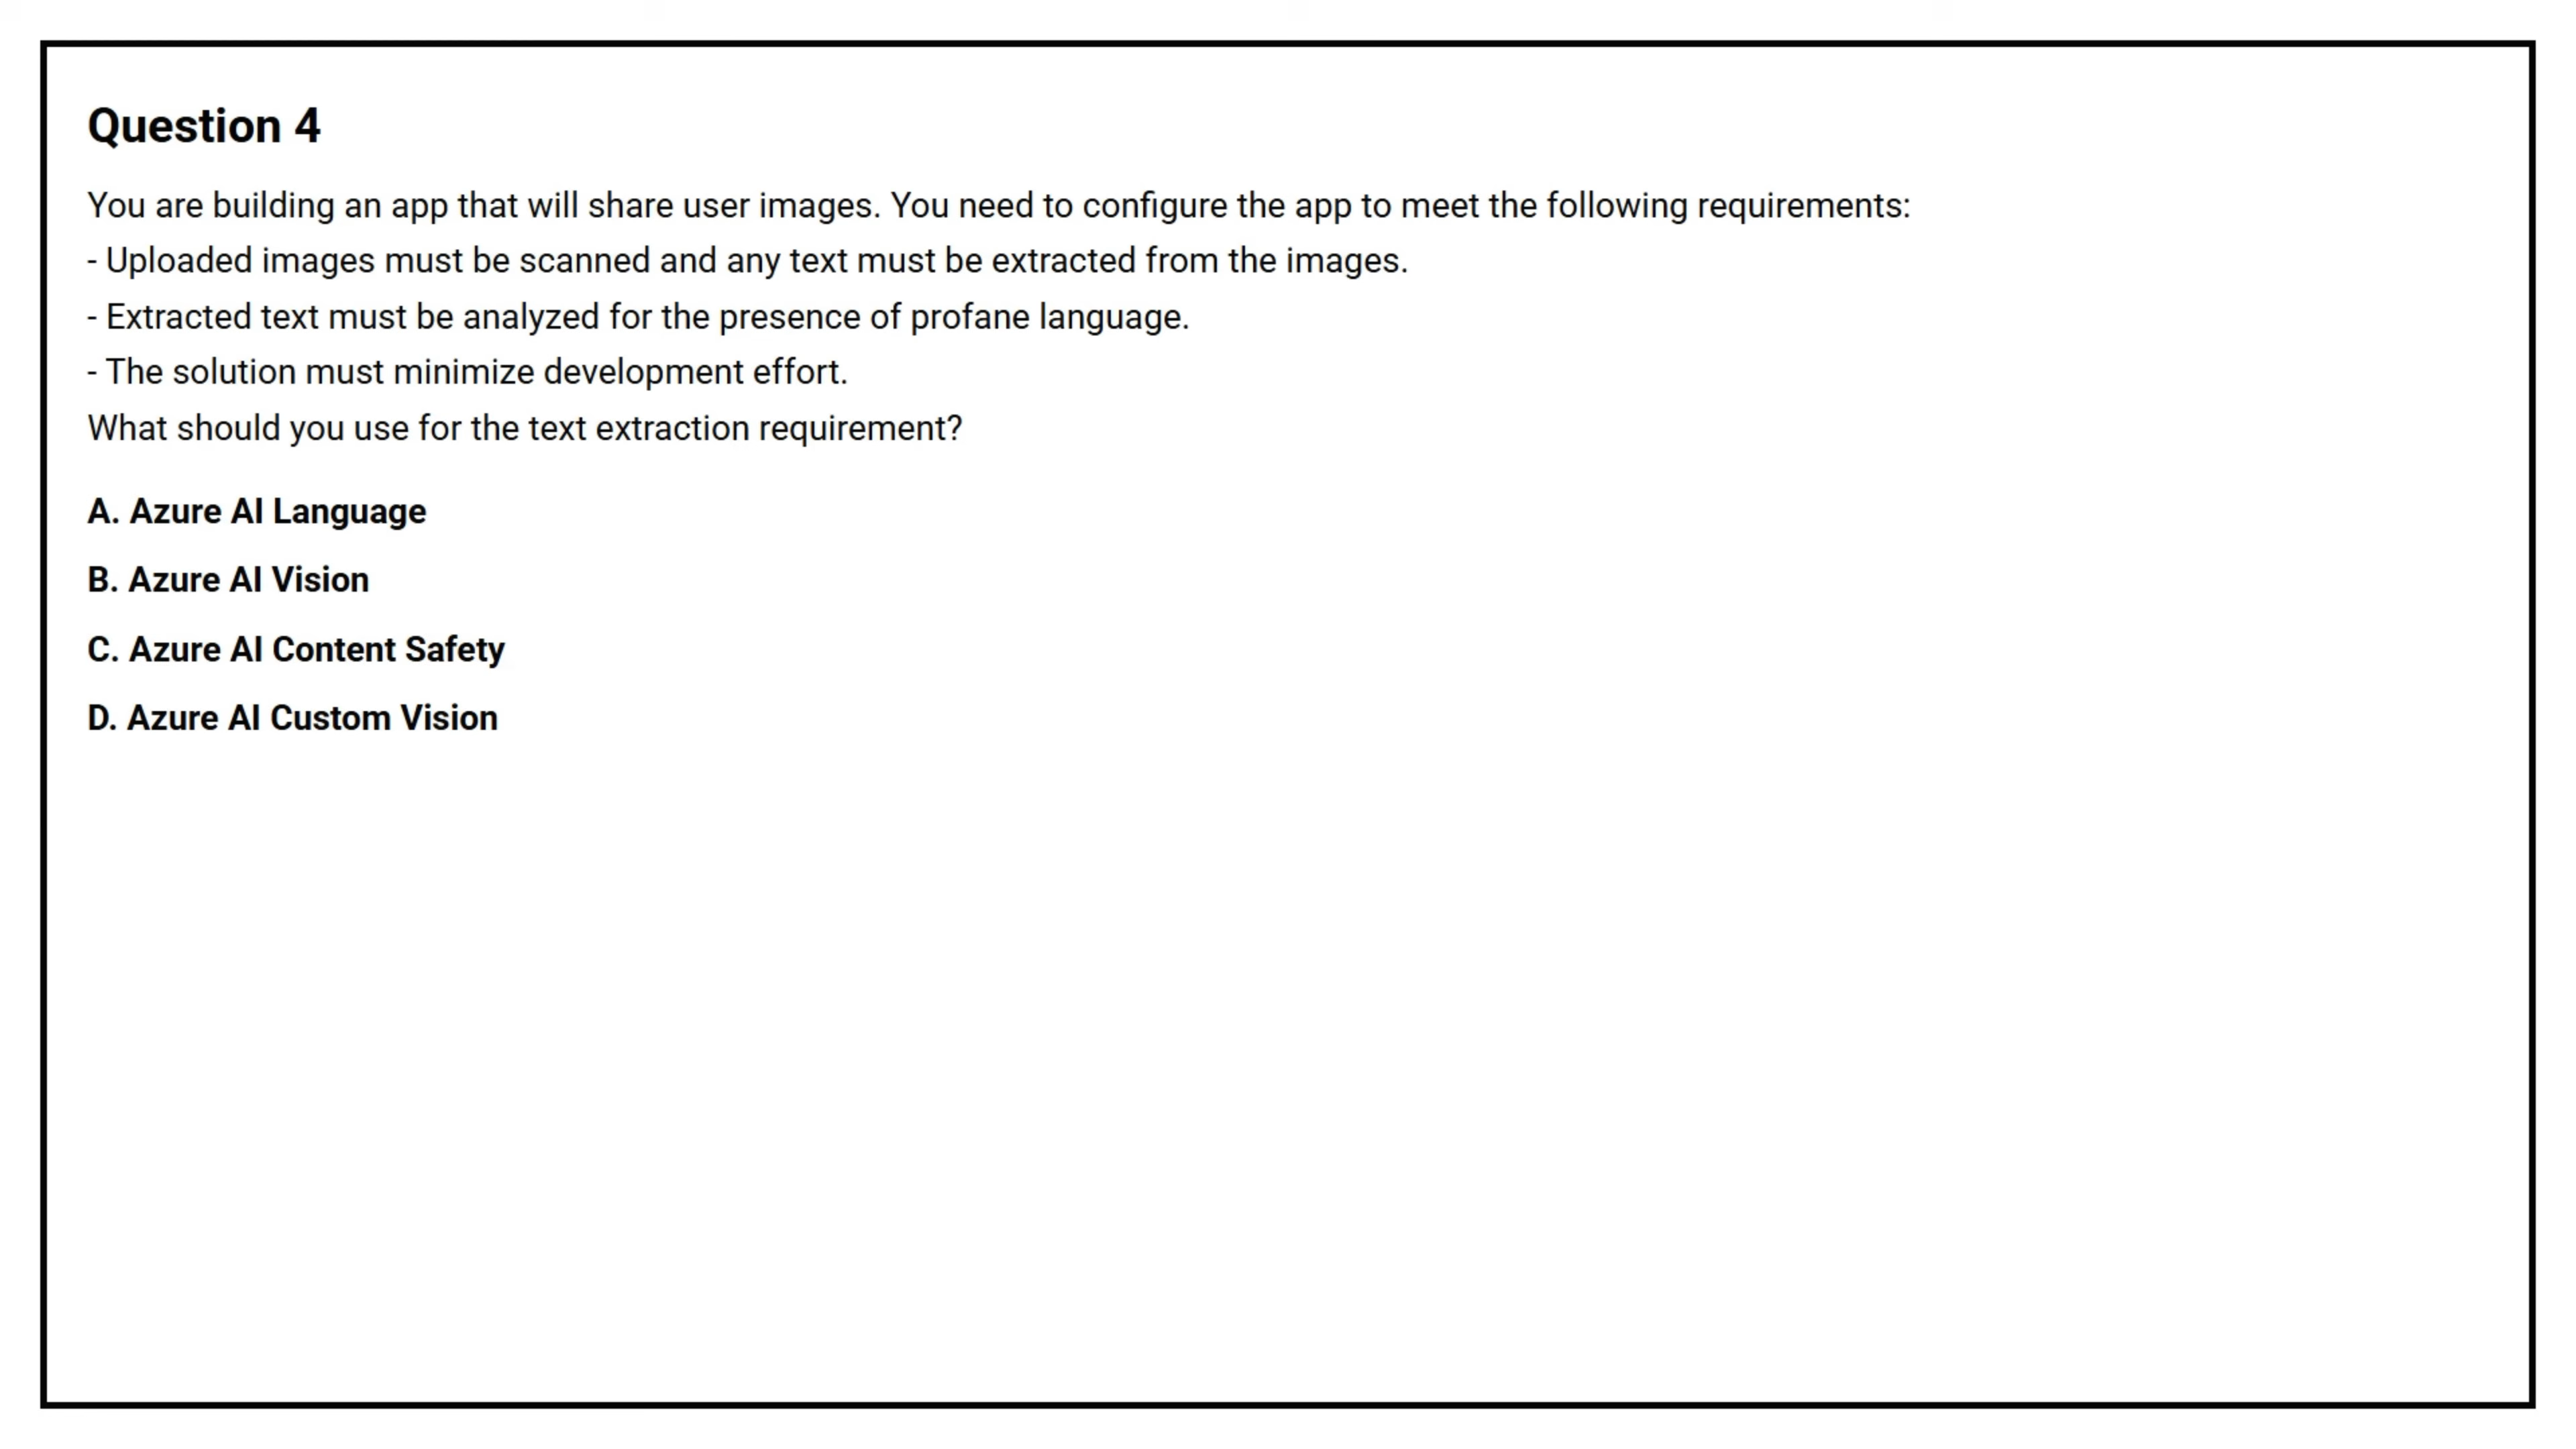 Question 4
You are building an app that will share user images. You need to configure the app to meet the following requirements:
- Uploaded images must be scanned and any text must be extracted from the images.
- Extracted text must be analyzed for the presence of profane language.
- The solution must minimize development effort.
What should you use for the text extraction requirement?
A. Azure AI Language
B. Azure AI Vision
C. Azure AI Content Safety
D. Azure AI Custom Vision